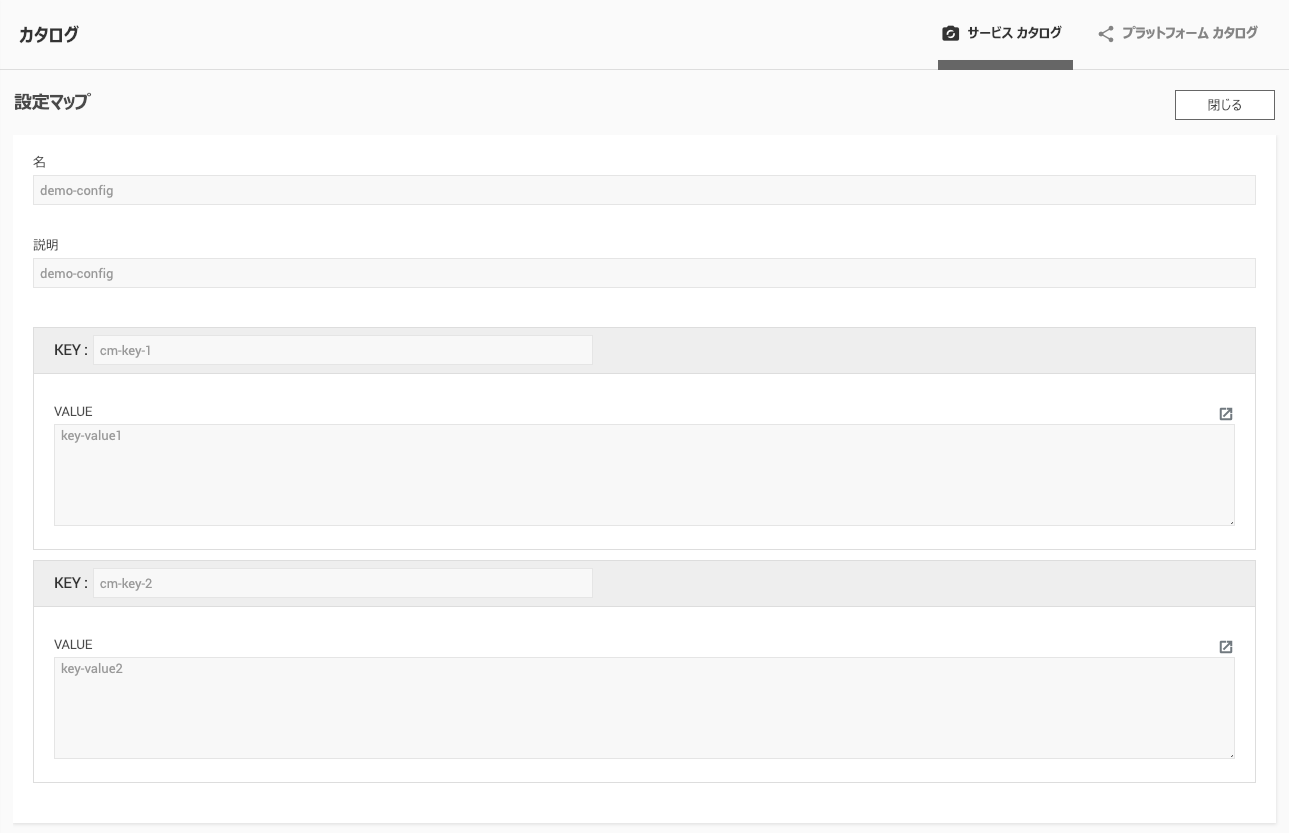 カタログ
サービス カタログ
プラットフォーム カタログ
設定マップ
閉じる
名
demo-config
説明
demo-config
KEY : cm-key-1
VALUE
key-value1
KEY : cm-key-2
VALUE
key-value2